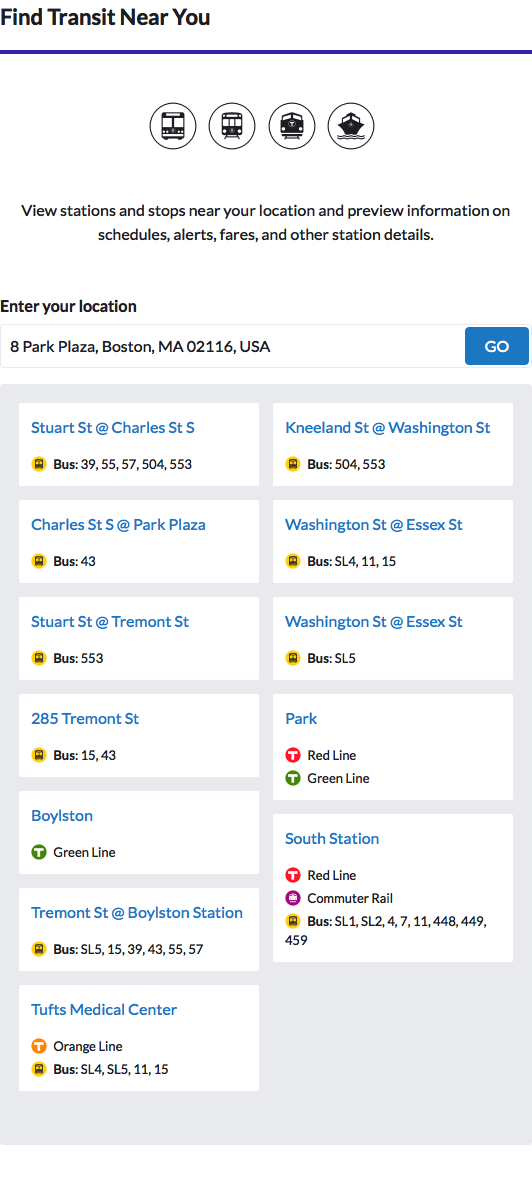 Find Transit Near You
View stations and stops near your location and preview information on
schedules, alerts, fares, and other station details.
Enter your location
8 Park Plaza, Boston, MA 02116, USA
GO
Stuart St @ Charles St S
Bus: 39, 55, 57, 504, 553
Charles St S @ Park Plaza
Bus: 43
Stuart St @ Tremont St
Bus: 553
285 Tremont St
Bus: 15, 43
Boylston
T Green Line
Tremont St @ Boylston Station
Bus: SL5, 15, 39, 43, 55, 57
Tufts Medical Center
T Orange Line
Bus: SL4, SL5, 11, 15
Kneeland St @ Washington St
Bus: 504, 553
Washington St @ Essex St
Bus: SL4, 11, 15
Washington St @ Essex St
Bus: SL5
Park
T Red Line
T Green Line
South Station
T Red Line
Commuter Rail
Bus: SL1, SL2, 4, 7, 11, 448, 449,
459